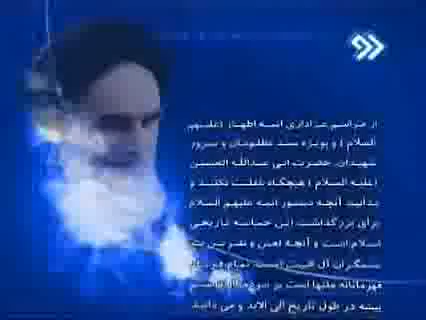 از مراسم عزاداری ائمه اطهار (علیهم
السلام) و بویژه سید مظلومان و سرور
شهیدان، حضرت ابی عبدالله الحسین
(علیه السلام) هیچگاه غفلت نکنند و
بدانید آنچه دستور ائمه علیهم السلام
برای بزرگداشت این حماسه تاریخی
اسلام است و آنچه لعن و نفرین بر
ستمگران آل بیت است، تمام فریاد
قهرمانانه ملتها است بر سردمداران ستم
پیشه در طول تاریخ الی الابد و می دانید